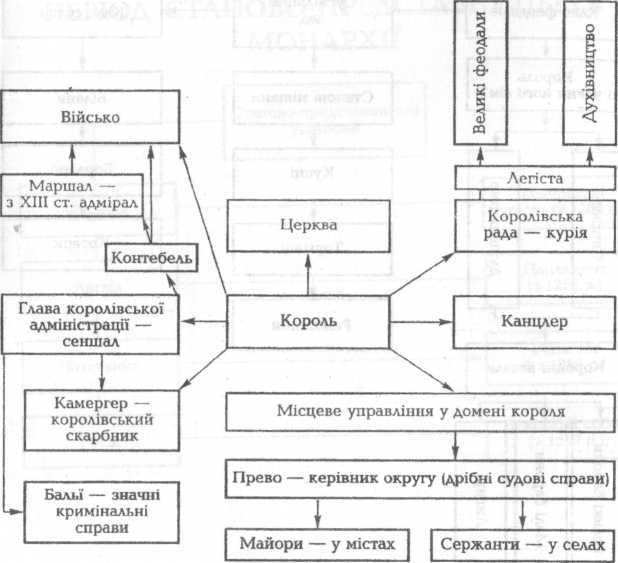 Великі феодали
Духівництво
Військо
Маршал —
з XIII ст. адмірал
Легіста
Церква
Королівська
рада — курія
Контебель
Глава королівської
адміністрації —
сеншал
Король
Канцлер
Камергер —
королівський
скарбник
Місцеве управління у домені короля
Прево — керівник округу (дрібні судові справи)
Бальї — значні
кримінальні
справи
Майори — у містах
Сержанти — у селах